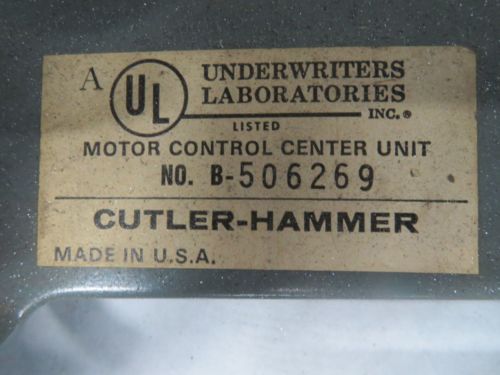 A UL UNDERWRITERS
LABORATORIES
INC.®
LISTED
MOTOR CONTROL CENTER UNIT
NO. B-506269
CUTLER-HAMMER
MADE IN U.S.A.